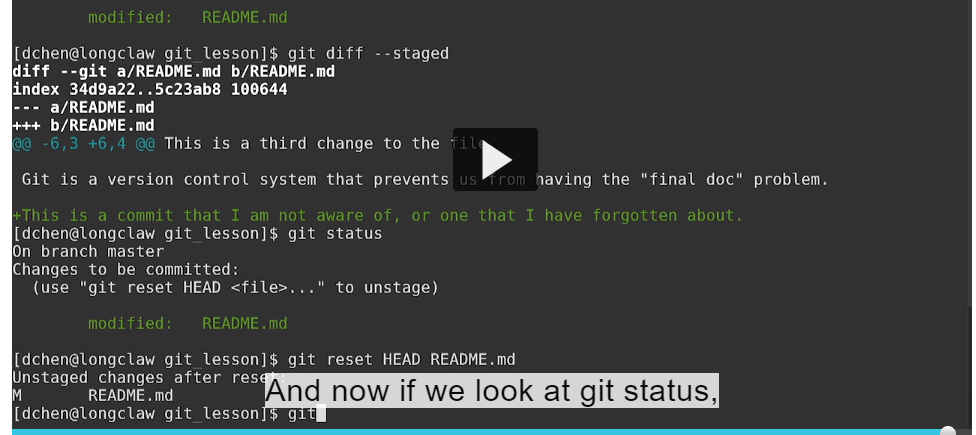 modified:   README.md
[dchen@longclaw git_lesson]$ git diff --staged
diff --git a/README.md b/README.md
index 34d9a22..5c23ab8 100644
--- a/README.md
+++ b/README.md
@@ -6,3 +6,4 @@ This is a third change to the file
Git is a version control system that prevents us from having the "final doc" problem.
+This is a commit that I am not aware of, or one that I have forgotten about.
[dchen@longclaw git_lesson]$ git status
On branch master
Changes to be committed:
(use "git reset HEAD <file>..." to unstage)
modified:   README.md
[dchen@longclaw git_lesson]$ git reset HEAD README.md
Unstaged changes after reset:
M       README.md
And now if we look at git status,
[dchen@longclaw git_lesson]$ git